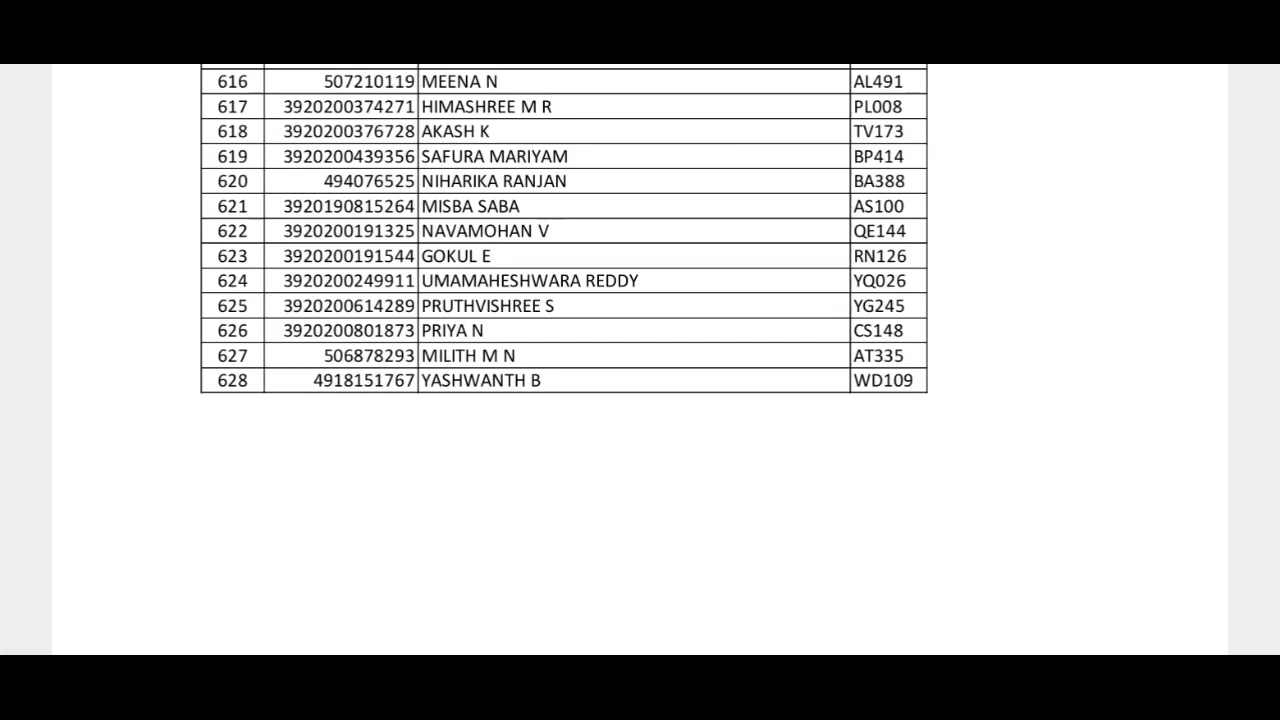 616 507210119 MEENA N AL491
617 3920200374271 HIMASHREE M R PL008
618 3920200376728 AKASH K TV173
619 3920200439356 SAFURA MARIYAM BP414
620 494076525 NIHARIKA RANJAN BA388
621 3920190815264 MISBA SABA AS100
622 3920200191325 NAVAMOHAN V QE144
623 3920200191544 GOKUL E RN126
624 3920200249911 UMAMAHESHWARA REDDY YQ026
625 3920200614289 PRUTHVISHREE S YG245
626 3920200801873 PRIYA N CS148
627 506878293 MILITH M N AT335
628 4918151767 YASHWANTH B WD109